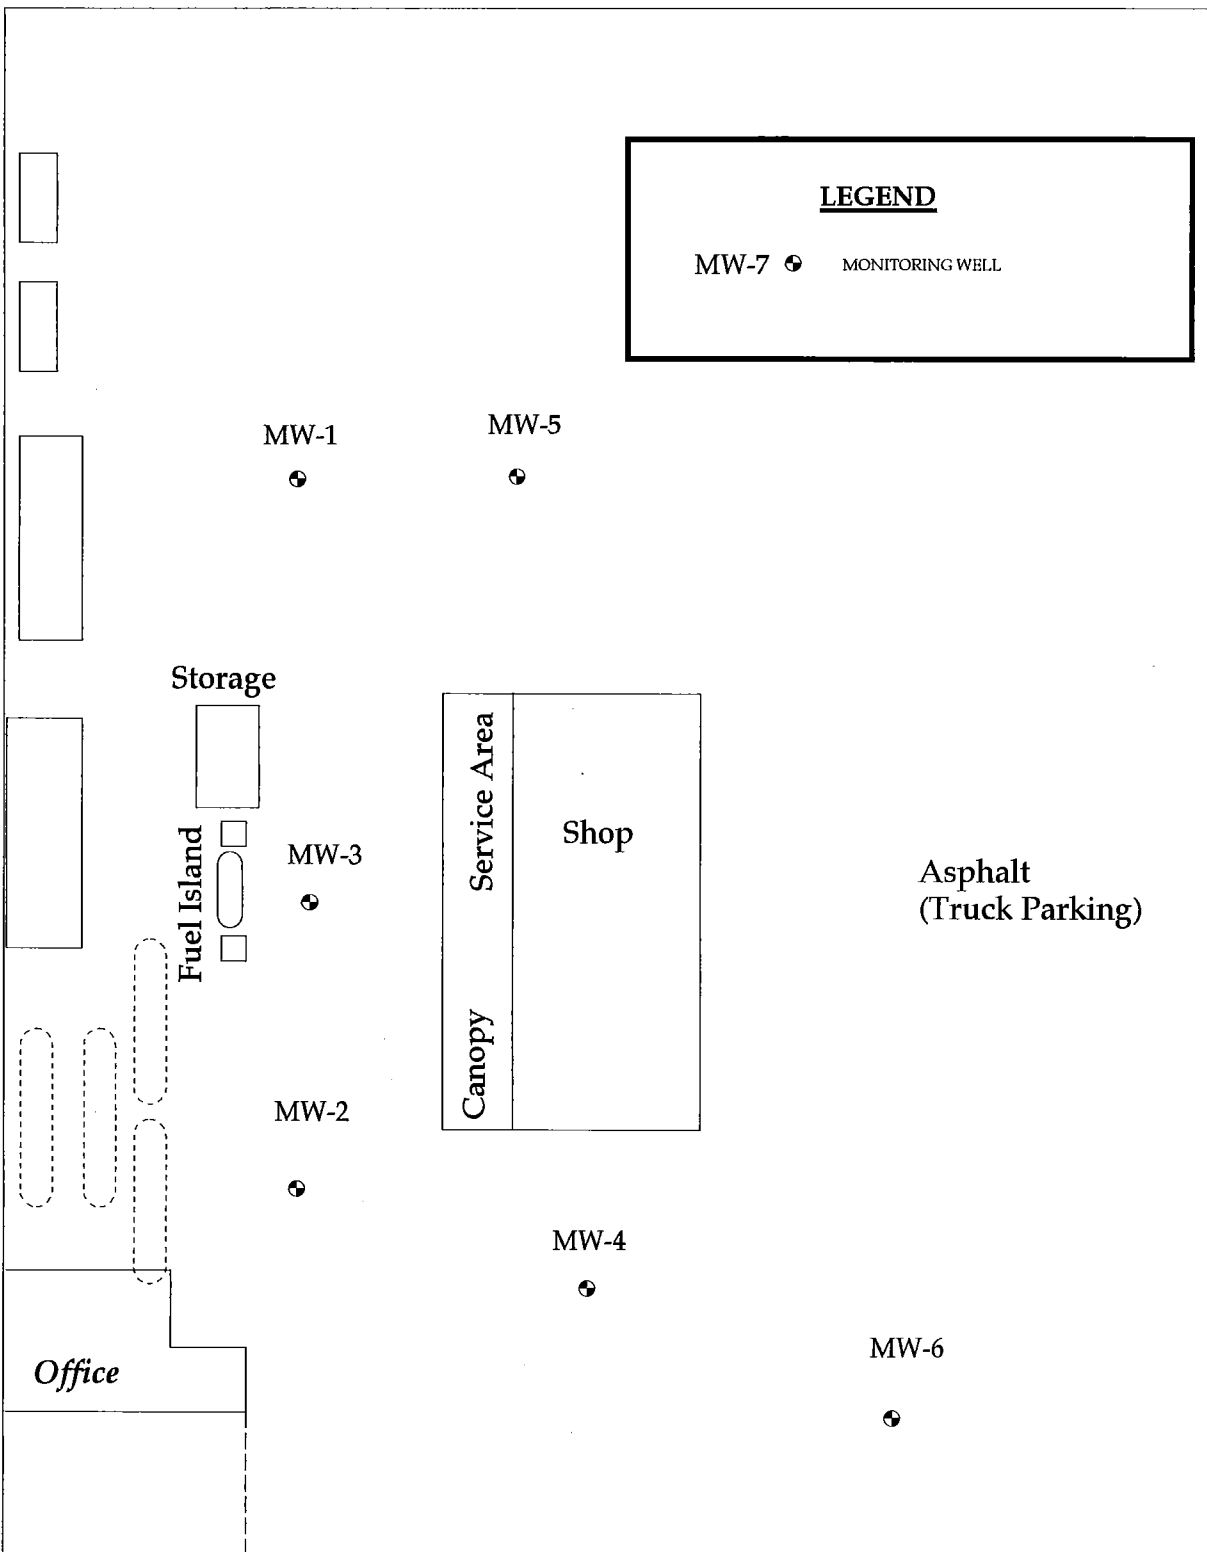 LEGEND
MW-7 MONITORING WELL
MW-1
MW-5
Storage
Service Area
Shop
Fuel Island
MW-3
Asphalt
(Truck Parking)
Canopy
MW-2
MW-4
MW-6
Office